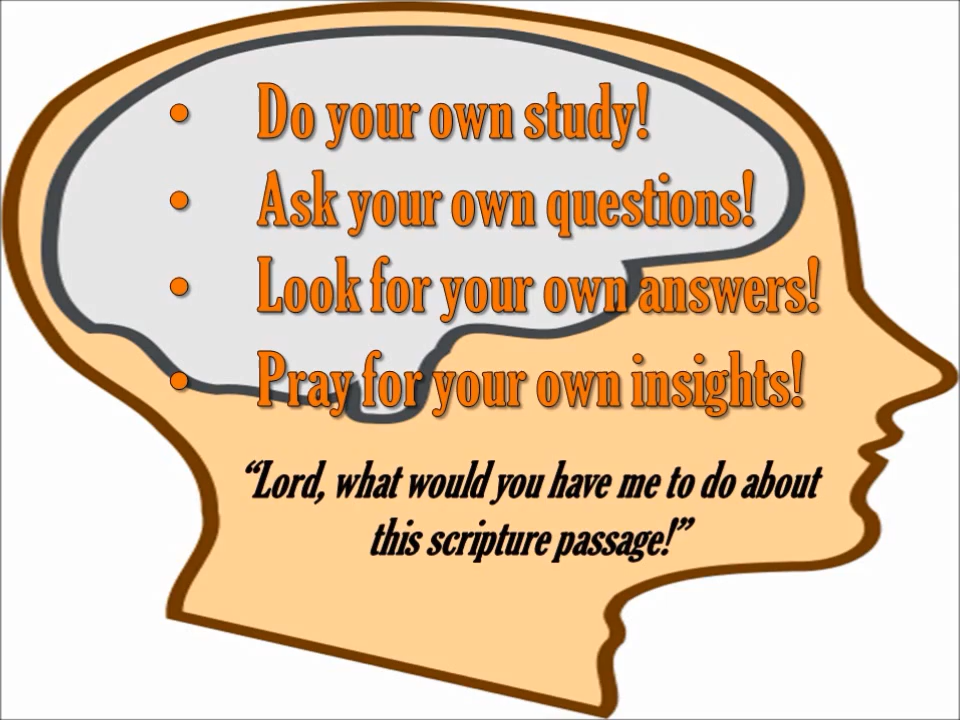 • Do your own study!
• Ask your own questions!
• Look for your own answers!
• Pray for your own insights!
“Lord, what would you have me to do about
this scripture passage!”